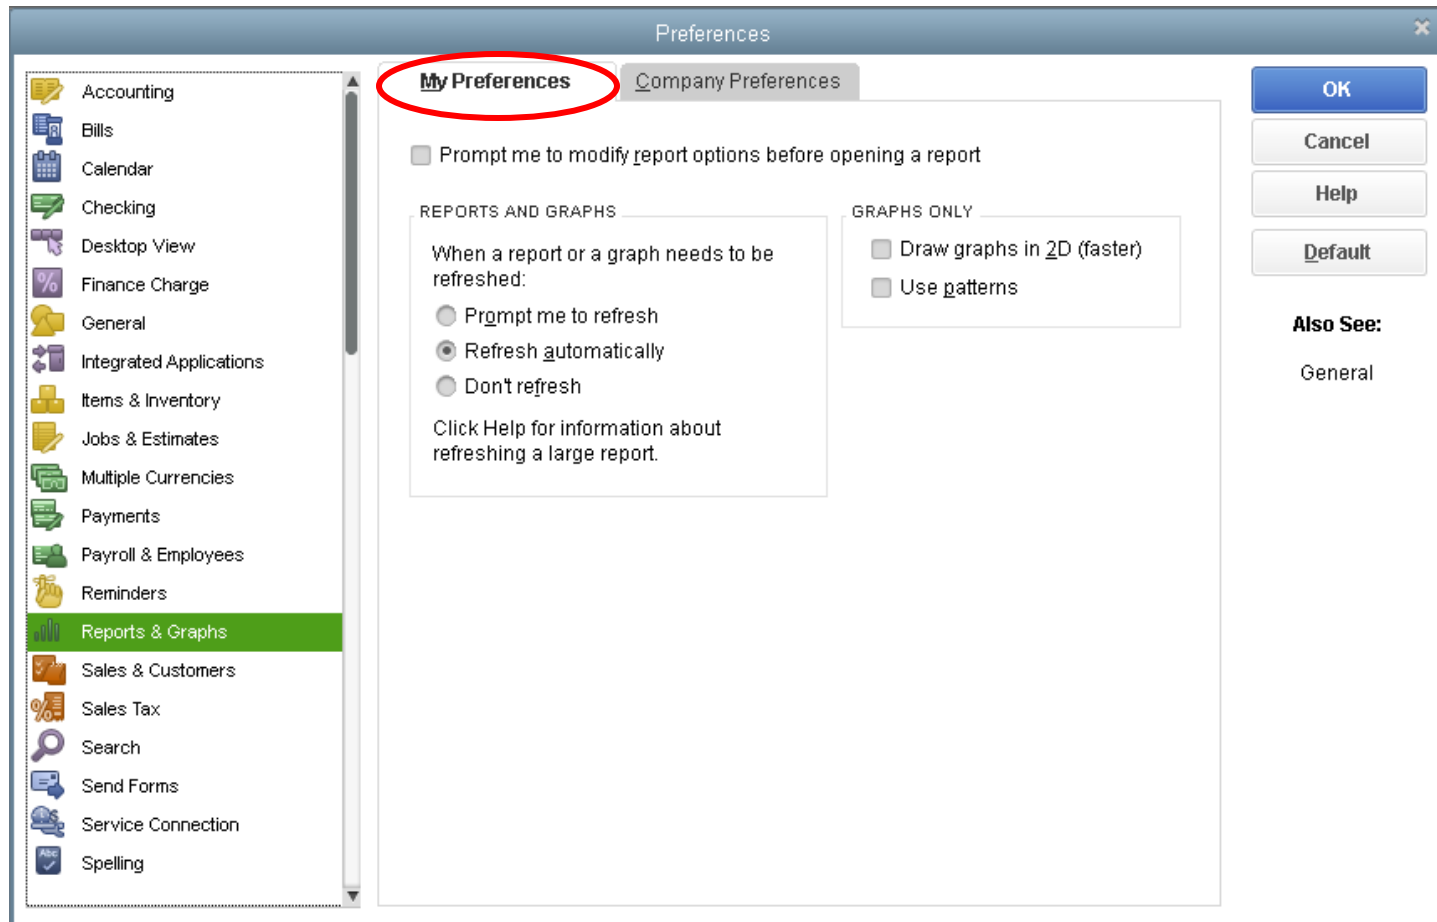 Preferences
Accounting
Bills
Calendar
Checking
Desktop View
Finance Charge
General
Integrated Applications
Items & Inventory
Jobs & Estimates
Multiple Currencies
Payments
Payroll & Employees
Reminders
Reports & Graphs
Sales & Customers
Sales Tax
Search
Send Forms
Service Connection
Abc
Spelling
My Preferences
Company Preferences
Prompt me to modify report options before opening a report
REPORTS AND GRAPHS
When a report or a graph needs to be
refreshed:
Prompt me to refresh
Refresh automatically
Don't refresh
Click Help for information about
refreshing a large report.
GRAPHS ONLY
Draw graphs in 2D (faster)
Use patterns
OK
Cancel
Help
Default
Also See:
General